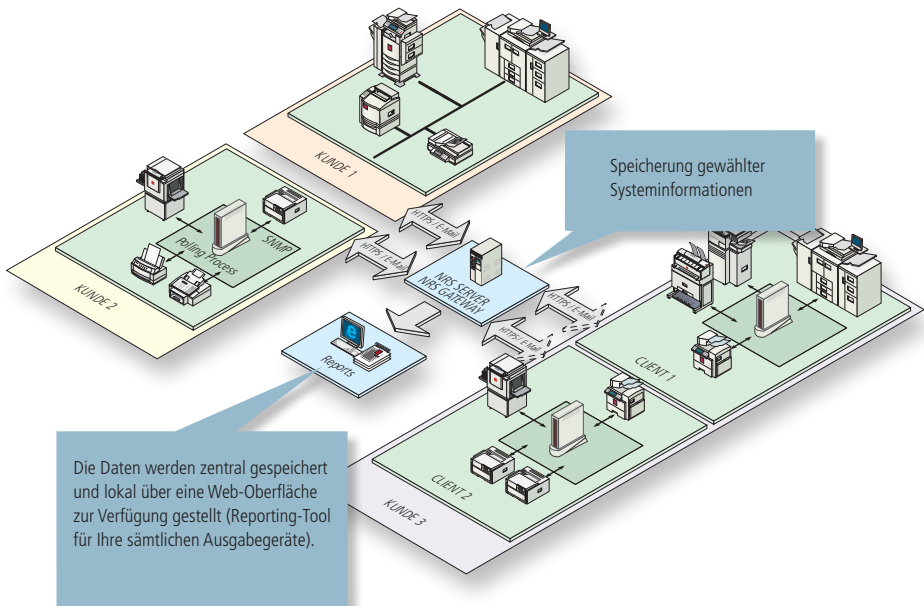 KUNDE 1
Speicherung gewählter
Systeminformationen
HTTPS / E-Mail
HTTPS / E-Mail
Polling Process
SNMP
KUNDE 2
NRS SERVER
NRS GATEWAY
HTTPS / E-Mail
HTTPS / E-Mail
Reports
CLIENT 1
CLIENT 2
KUNDE 3
Die Daten werden zentral gespeichert
und lokal über eine Web-Oberfläche
zur Verfügung gestellt (Reporting-Tool
für Ihre sämtlichen Ausgabegeräte).